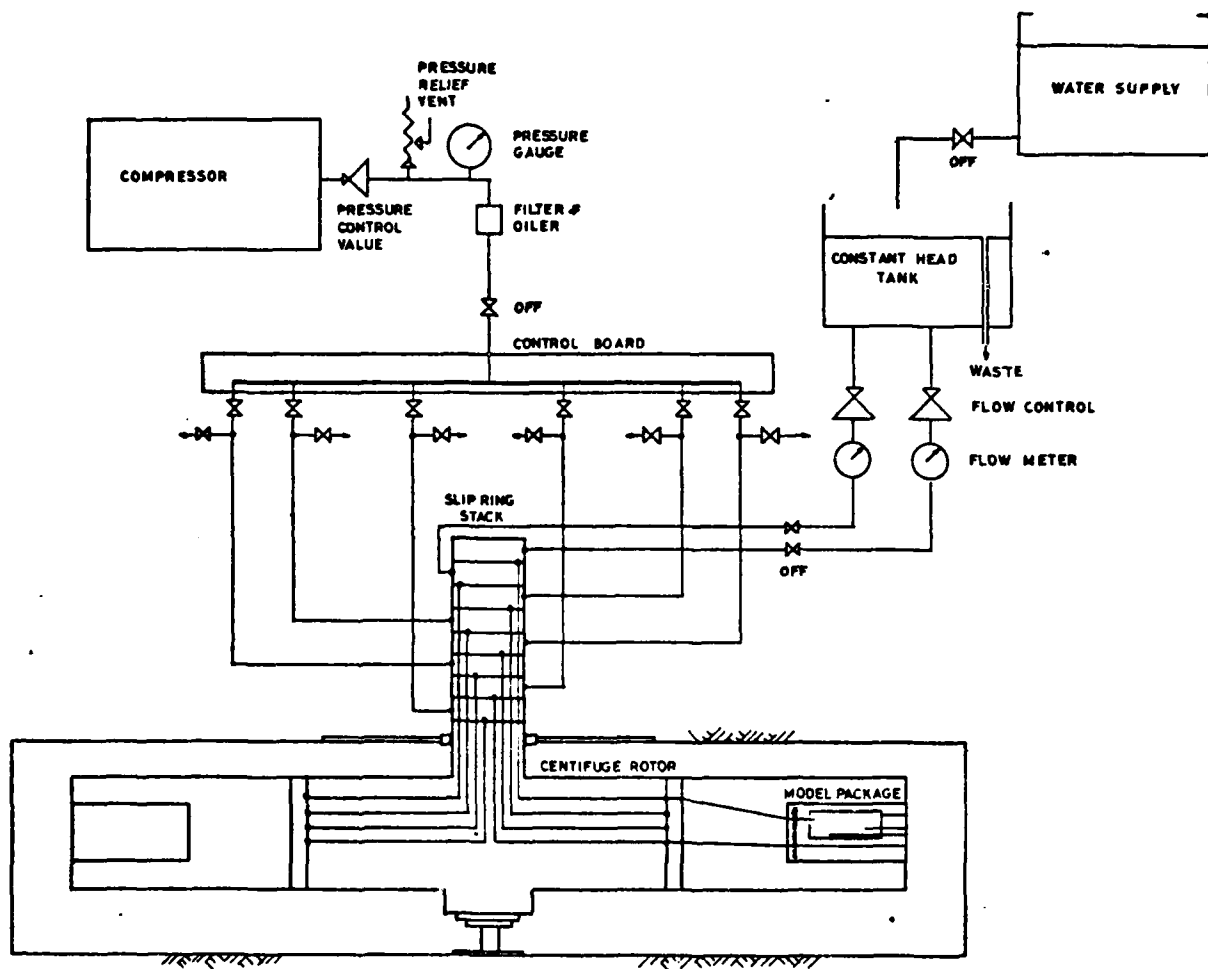 PRESSURE
RELIEF
VENT
PRESSURE
GAUGE
COMPRESSOR
PRESSURE
CONTROL
VALUE
FILTER &
OILER
OFF
CONTROL BOARD
WATER SUPPLY
OFF
CONSTANT HEAD
TANK
WASTE
FLOW CONTROL
FLOW METER
SLIP RING
STACK
OFF
CENTIFUGE ROTOR
MODEL PACKAGE